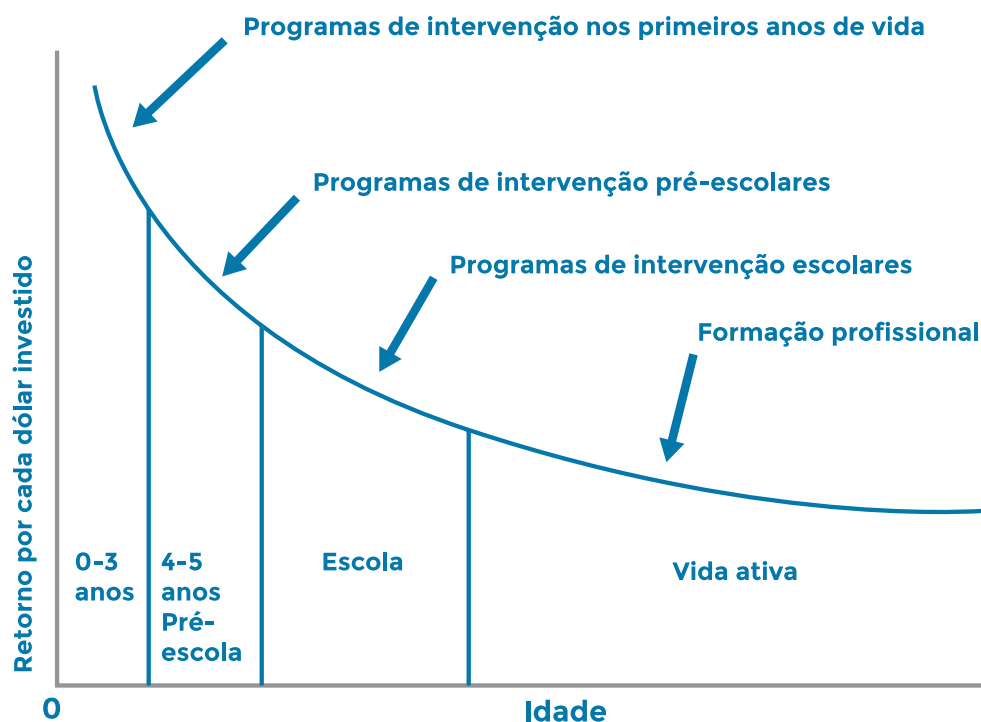 Programas de intervenção nos primeiros anos de vida
Programas de intervenção pré-escolares
Programas de intervenção escolares
Formação profissional
Retorno por cada dólar investido
0-3
anos
4-5
anos
Pré-
escola
Escola
Vida ativa
0
Idade